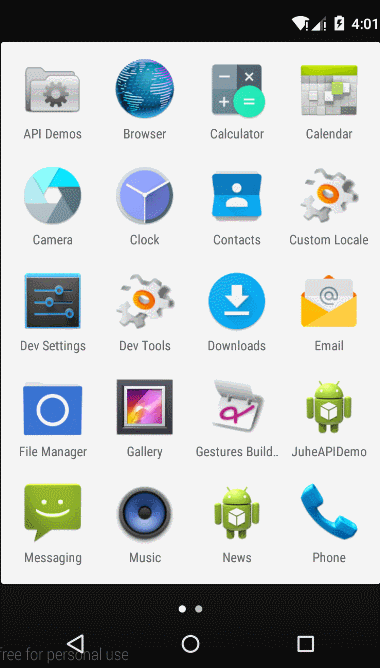 4:01
API Demos Browser Calculator Calendar
Camera Clock Contacts Custom Locale
Dev Settings Dev Tools Downloads Email
@
File Manager Gallery Gestures Build.. JuheAPIDemo
Messaging Music News Phone
free for personal use